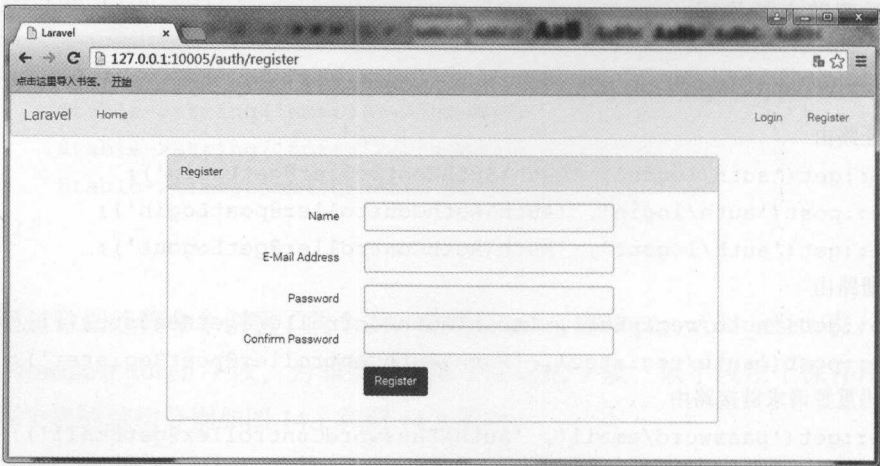 Laravel
127.0.0.1:10005/auth/register
点击这里导入书签。 开始
Laravel Home Login Register
Register
Name
E-Mail Address
Password
Confirm Password
Register